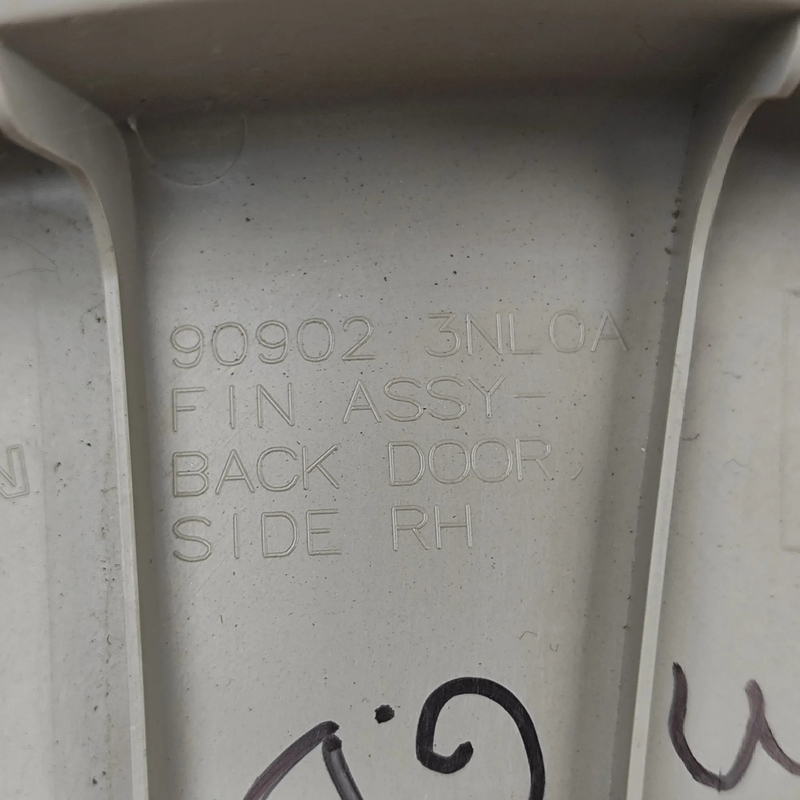 90902 3NL0A
FIN ASSY-
BACK DOOR,
SIDE RH